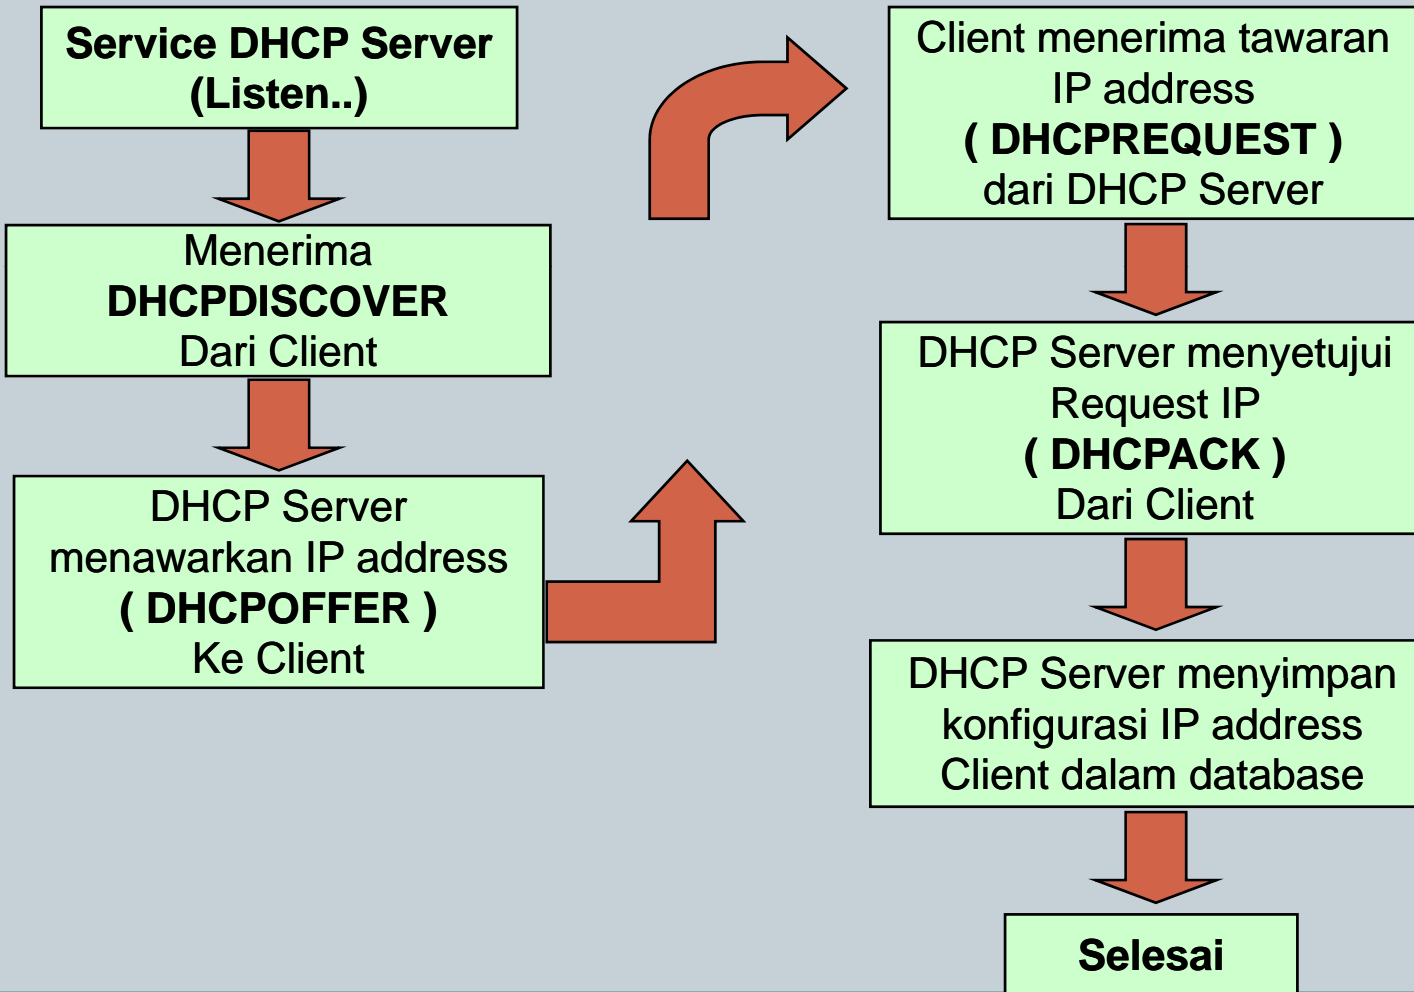 Service DHCP Server
(Listen..)
Menerima
DHCPDISCOVER
Dari Client
DHCP Server
menawarkan IP address
( DHCPOFFER )
Ke Client
Client menerima tawaran
IP address
( DHCPREQUEST )
dari DHCP Server
DHCP Server menyetujui
Request IP
( DHCPACK )
Dari Client
DHCP Server menyimpan
konfigurasi IP address
Client dalam database
Selesai